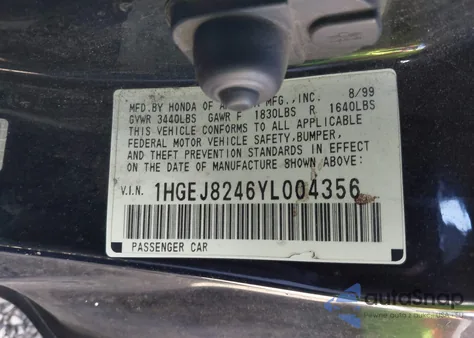 MFD. BY HONDA OF A MFG., INC. 8/99
GVWR 3440LBS GAWR F 1830LBS R 1640LBS
THIS VEHICLE CONFORMS TO ALL APPLICABLE
FEDERAL MOTOR VEHICLE SAFETY, BUMPER,
AND THEFT PREVENTION STANDARDS IN EFFECT
ON THE DATE OF MANUFACTURE SHOWN ABOVE:
V.I.N. 1HGEJ8246YL004356
PASSENGER CAR
autoSnap